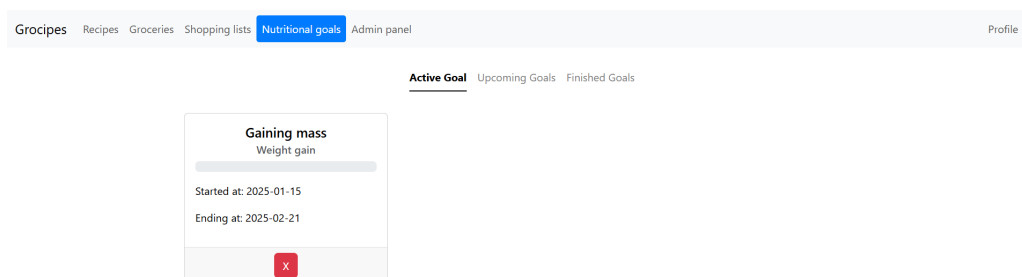 Grocipes Recipes Groceries Shopping lists Nutritional goals Admin panel Profile
Active Goal Upcoming Goals Finished Goals
Gaining mass
Weight gain
Started at: 2025-01-15
Ending at: 2025-02-21
X